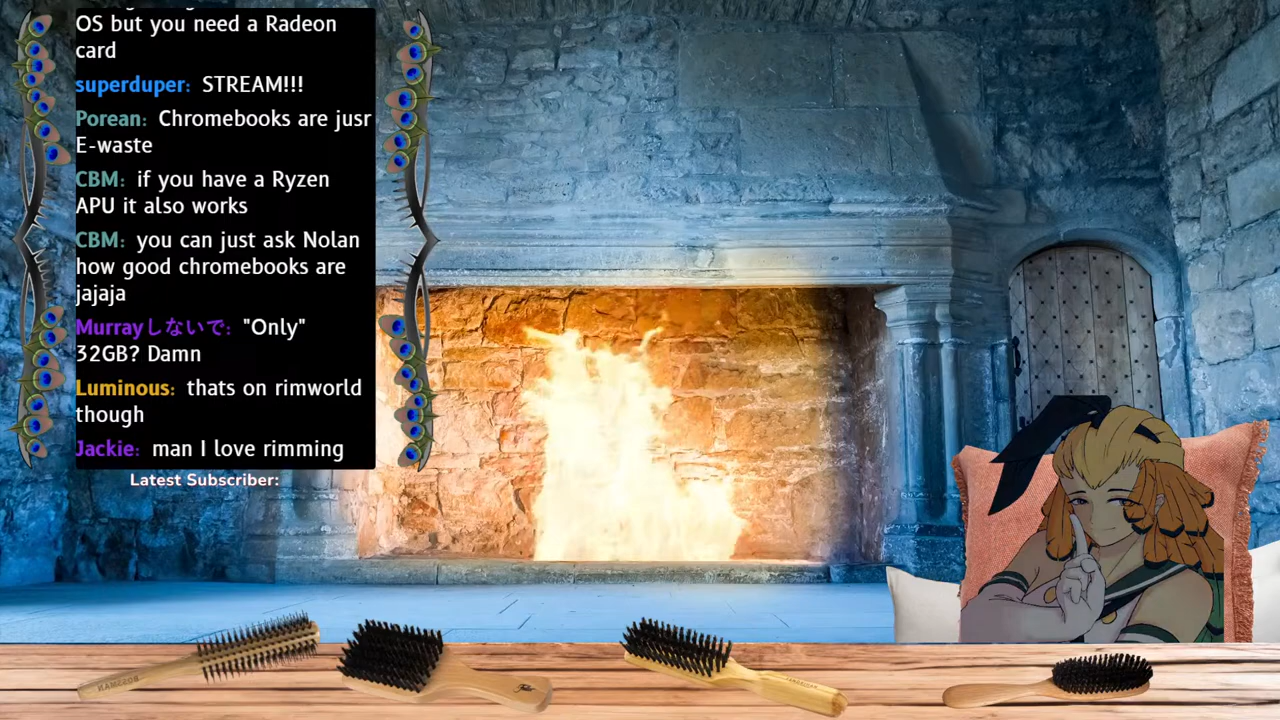 OS but you need a Radeon
card
superduper: STREAM!!!
Porean: Chromebooks are jusr
E-waste
CBM: if you have a Ryzen
APU it also works
CBM: you can just ask Nolan
how good chromebooks are
jajaja
Murrayしないで: "Only"
32GB? Damn
Luminous: thats on rimworld
though
Jackie: man I love rimming
Latest Subscriber: